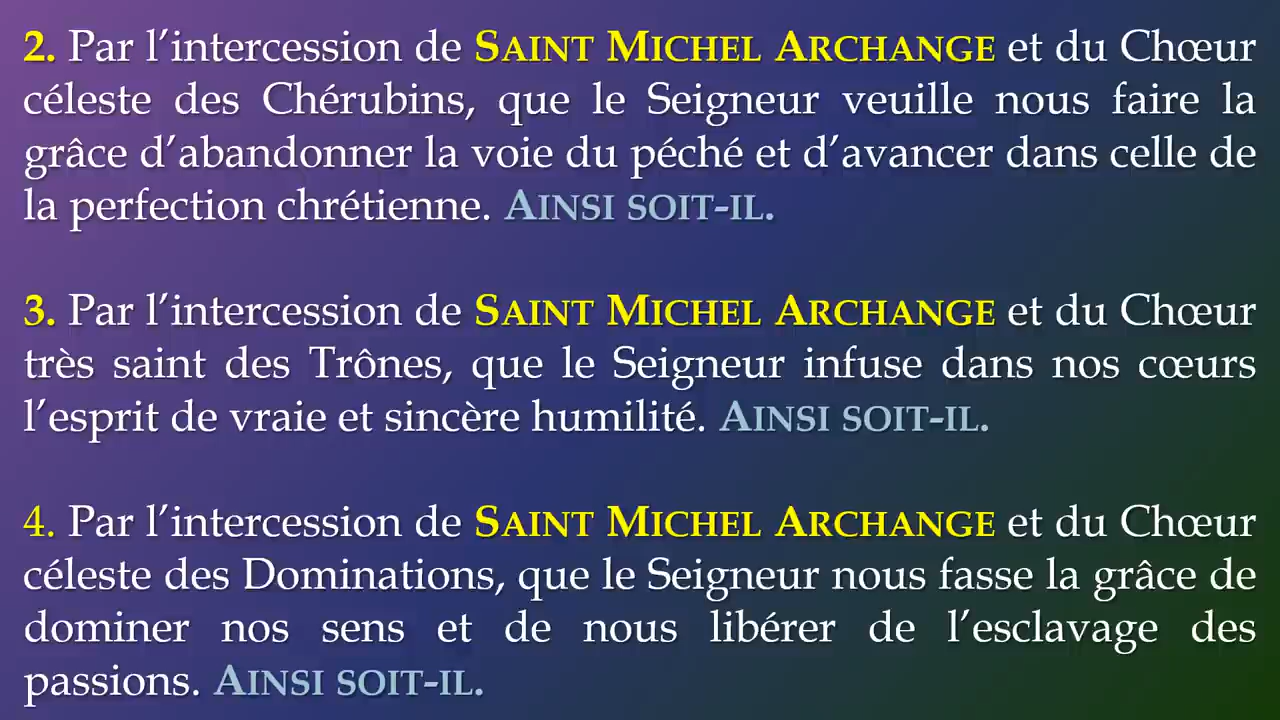 2. Par l’intercession de SAINT MICHEL ARCHANGE et du Chœur
céleste des Chérubins, que le Seigneur veuille nous faire la
grâce d’abandonner la voie du péché et d’avancer dans celle de
la perfection chrétienne. AINSI SOIT-IL.
3. Par l’intercession de SAINT MICHEL ARCHANGE et du Chœur
très saint des Trônes, que le Seigneur infuse dans nos cœurs
l’esprit de vraie et sincère humilité. AINSI SOIT-IL.
4. Par l’intercession de SAINT MICHEL ARCHANGE et du Chœur
céleste des Dominations, que le Seigneur nous fasse la grâce de
dominer nos sens et de nous libérer de l’esclavage des
passions. AINSI SOIT-IL.